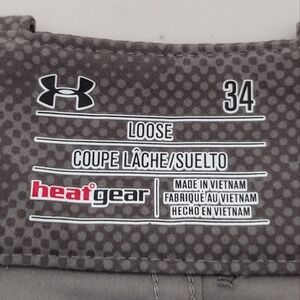 34
LOOSE
COUPE LÂCHE/SUELTO
heatgear
MADE IN VIETNAM
FABRIQUÉ AU VIETNAM
HECHO EN VIETNAM